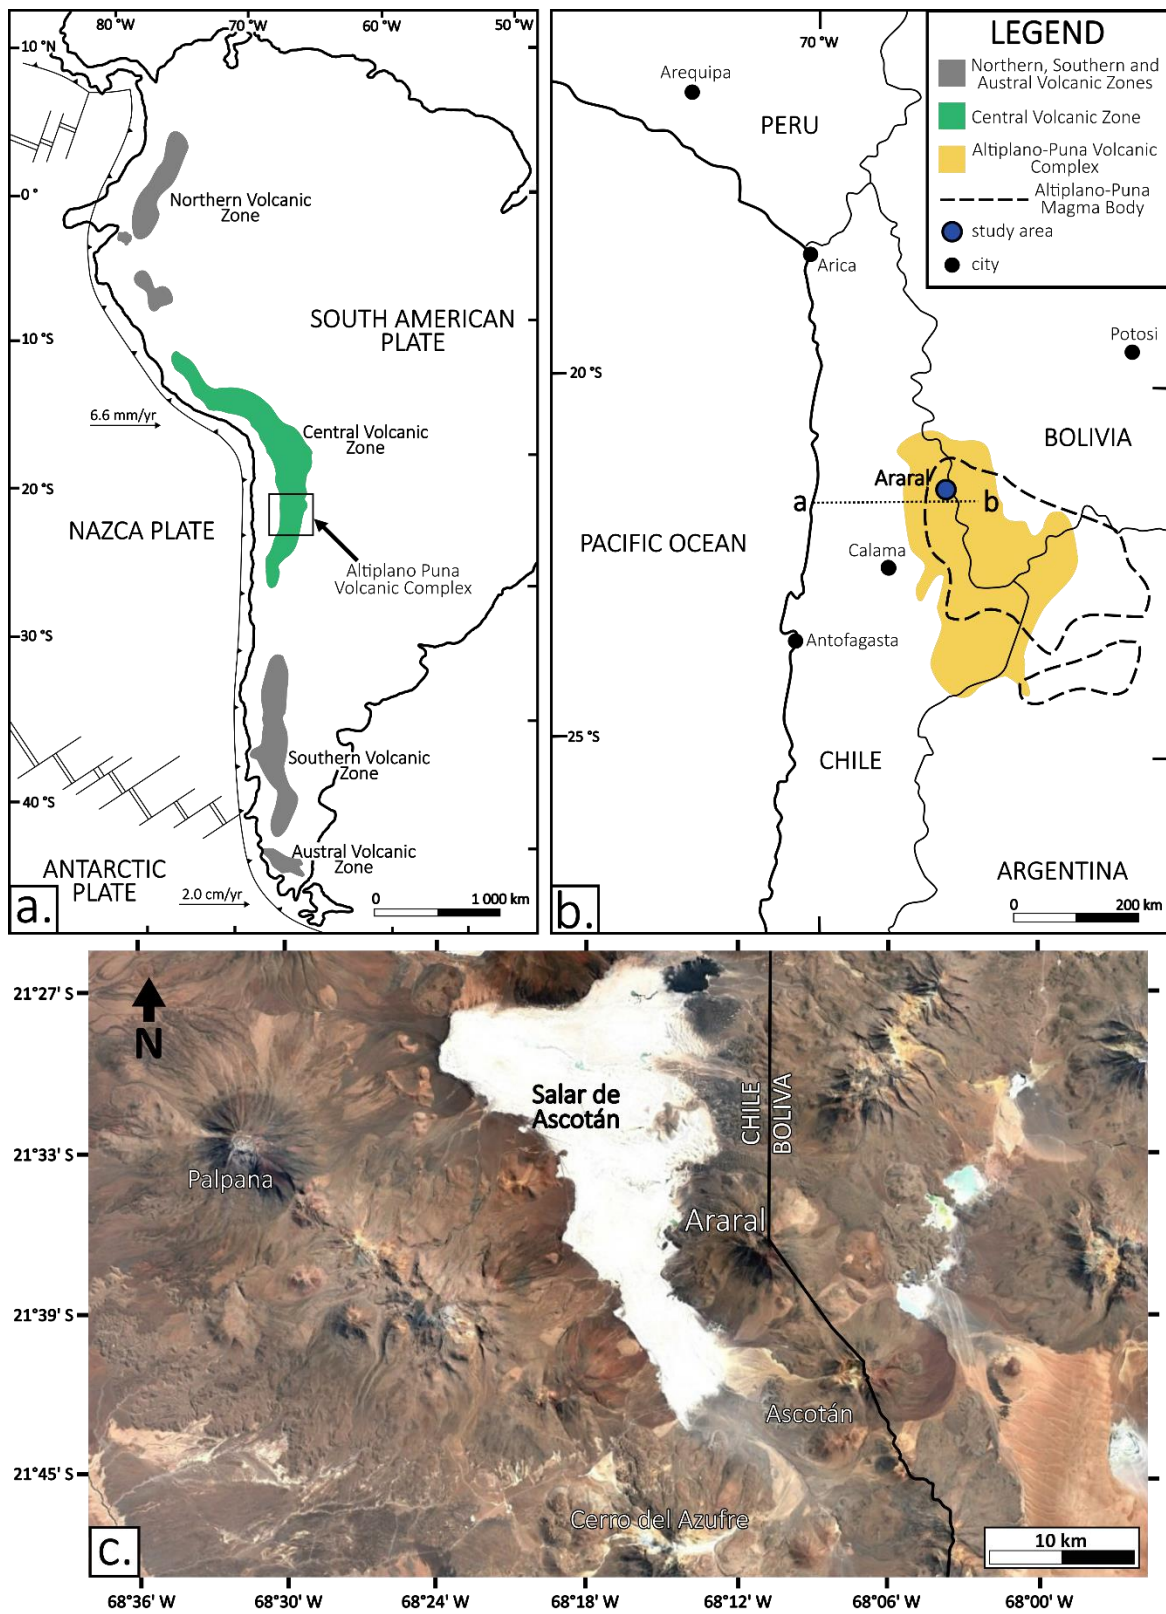 80 °W
70°W
60 °W
50 °W
10 °N
0 °
10 °S
20 °S
30 °S
40 °S
Northern Volcanic
Zone
SOUTH AMERICAN
PLATE
6.6 mm/yr
Central Volcanic
Zone
NAZCA PLATE
Altiplano Puna
Volcanic Complex
Southern Volcanic
Zone
Austral Volcanic
Zone
ANTARCTIC
PLATE
2.0 cm/yr
0
1 000 km
a.
70 °W
20 °S
25 °S
Arequipa
PERU
Arica
Potosi
BOLIVIA
Araral
a
b
PACIFIC OCEAN
Calama
Antofagasta
CHILE
ARGENTINA
0
200 km
b.
LEGEND
Northern, Southern and
Austral Volcanic Zones
Central Volcanic Zone
Altiplano-Puna Volcanic
Complex
Altiplano-Puna
Magma Body
study area
city
21°27' S
21°33' S
21°39' S
21°45' S
N
Salar de
Ascotán
CHILE
BOLIVA
Palpana
Araral
Ascotán
Cerro del Azufre
10 km
c.
68°36' W
68°30' W
68°24' W
68°18' W
68°12' W
68°06' W
68°00' W